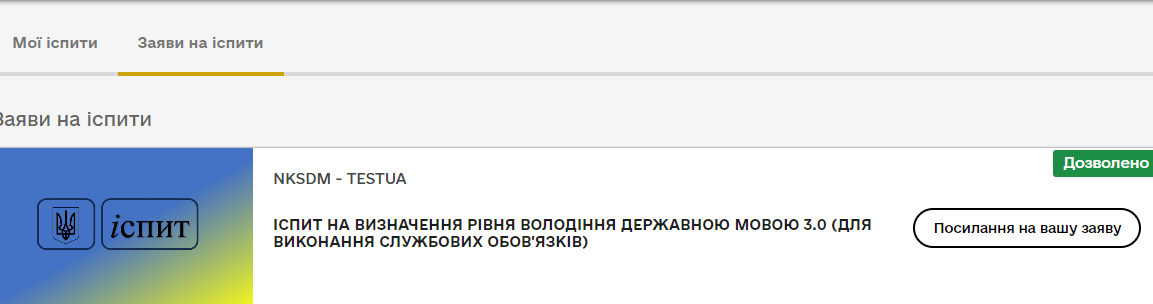 Мої іспити
Заяви на іспити
Заяви на іспити
Дозволено
NKSDM - TESTUA
іспит
ІСПИТ НА ВИЗНАЧЕННЯ РІВНЯ ВОЛОДІННЯ ДЕРЖАВНОЮ МОВОЮ 3.0 (ДЛЯ
ВИКОНАННЯ СЛУЖБОВИХ ОБОВ'ЯЗКІВ)
Посилання на вашу заяву